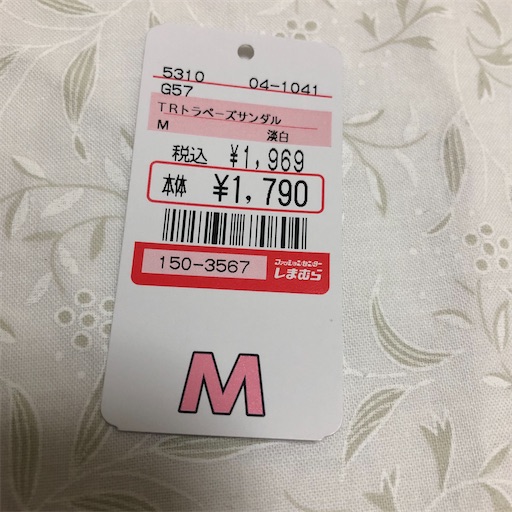 5310 04-1041
G57
TRトラペーズサンダル
M 淡白
税込 ¥1,969
本体 ¥1,790
150-3567
ファッションセンター
しまむら
M